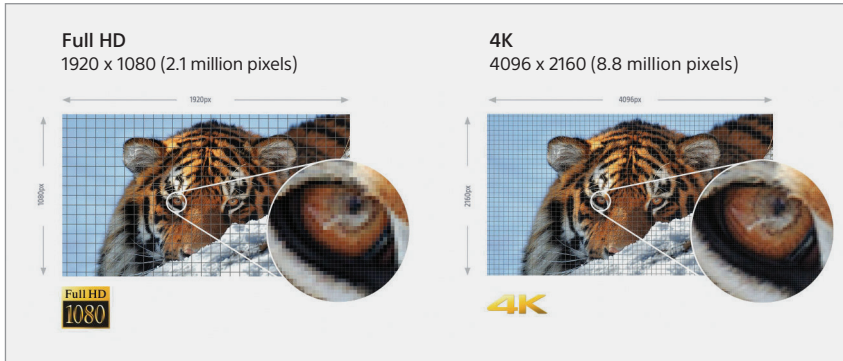 Full HD
1920 x 1080 (2.1 million pixels)
1920px
1080px
Full HD
1080
4K
4096 x 2160 (8.8 million pixels)
4096px
2160px
4K